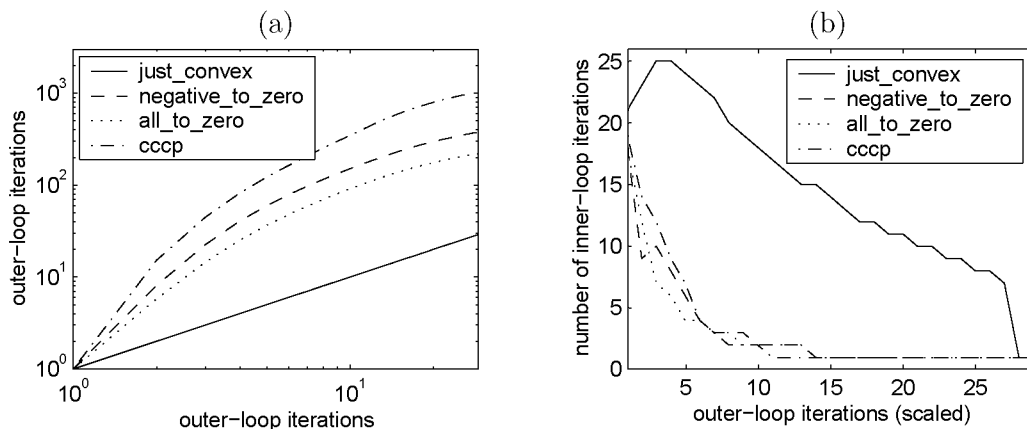 (a)
10^3
10^2
10^1
10^0
outer-loop iterations
just_convex
negative_to_zero
all_to_zero
cccp
10^0
10^1
outer-loop iterations
(b)
25
20
15
10
5
0
number of inner-loop iterations
just_convex
negative_to_zero
all_to_zero
cccp
5
10
15
20
25
outer-loop iterations (scaled)